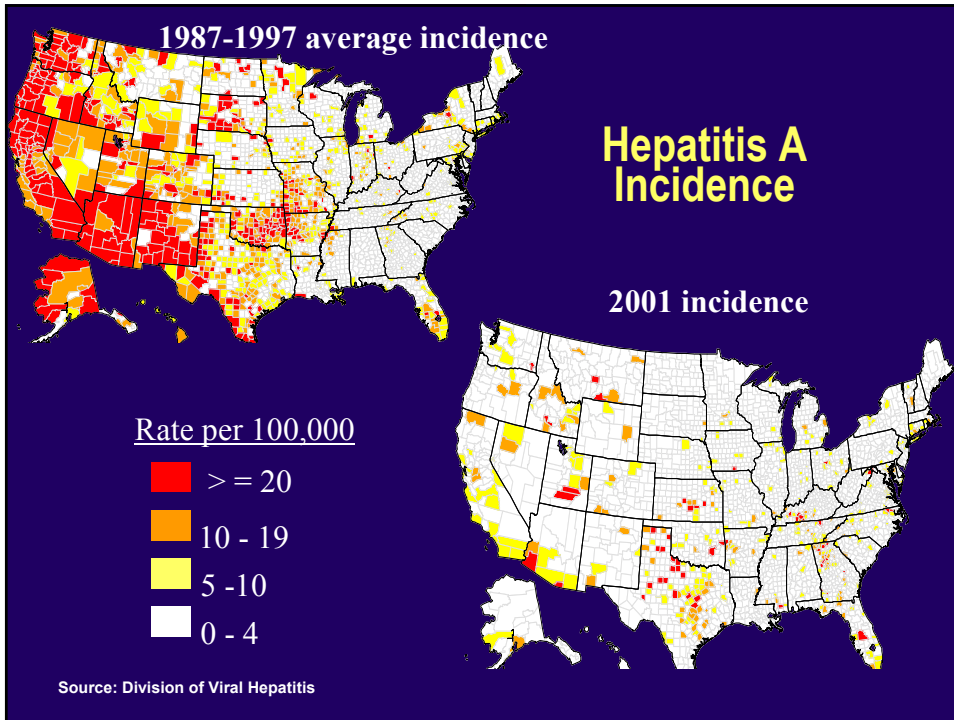 1987-1997 average incidence
Hepatitis A
Incidence
2001 incidence
Rate per 100,000
> = 20
10 - 19
5 -10
0 - 4
Source: Division of Viral Hepatitis